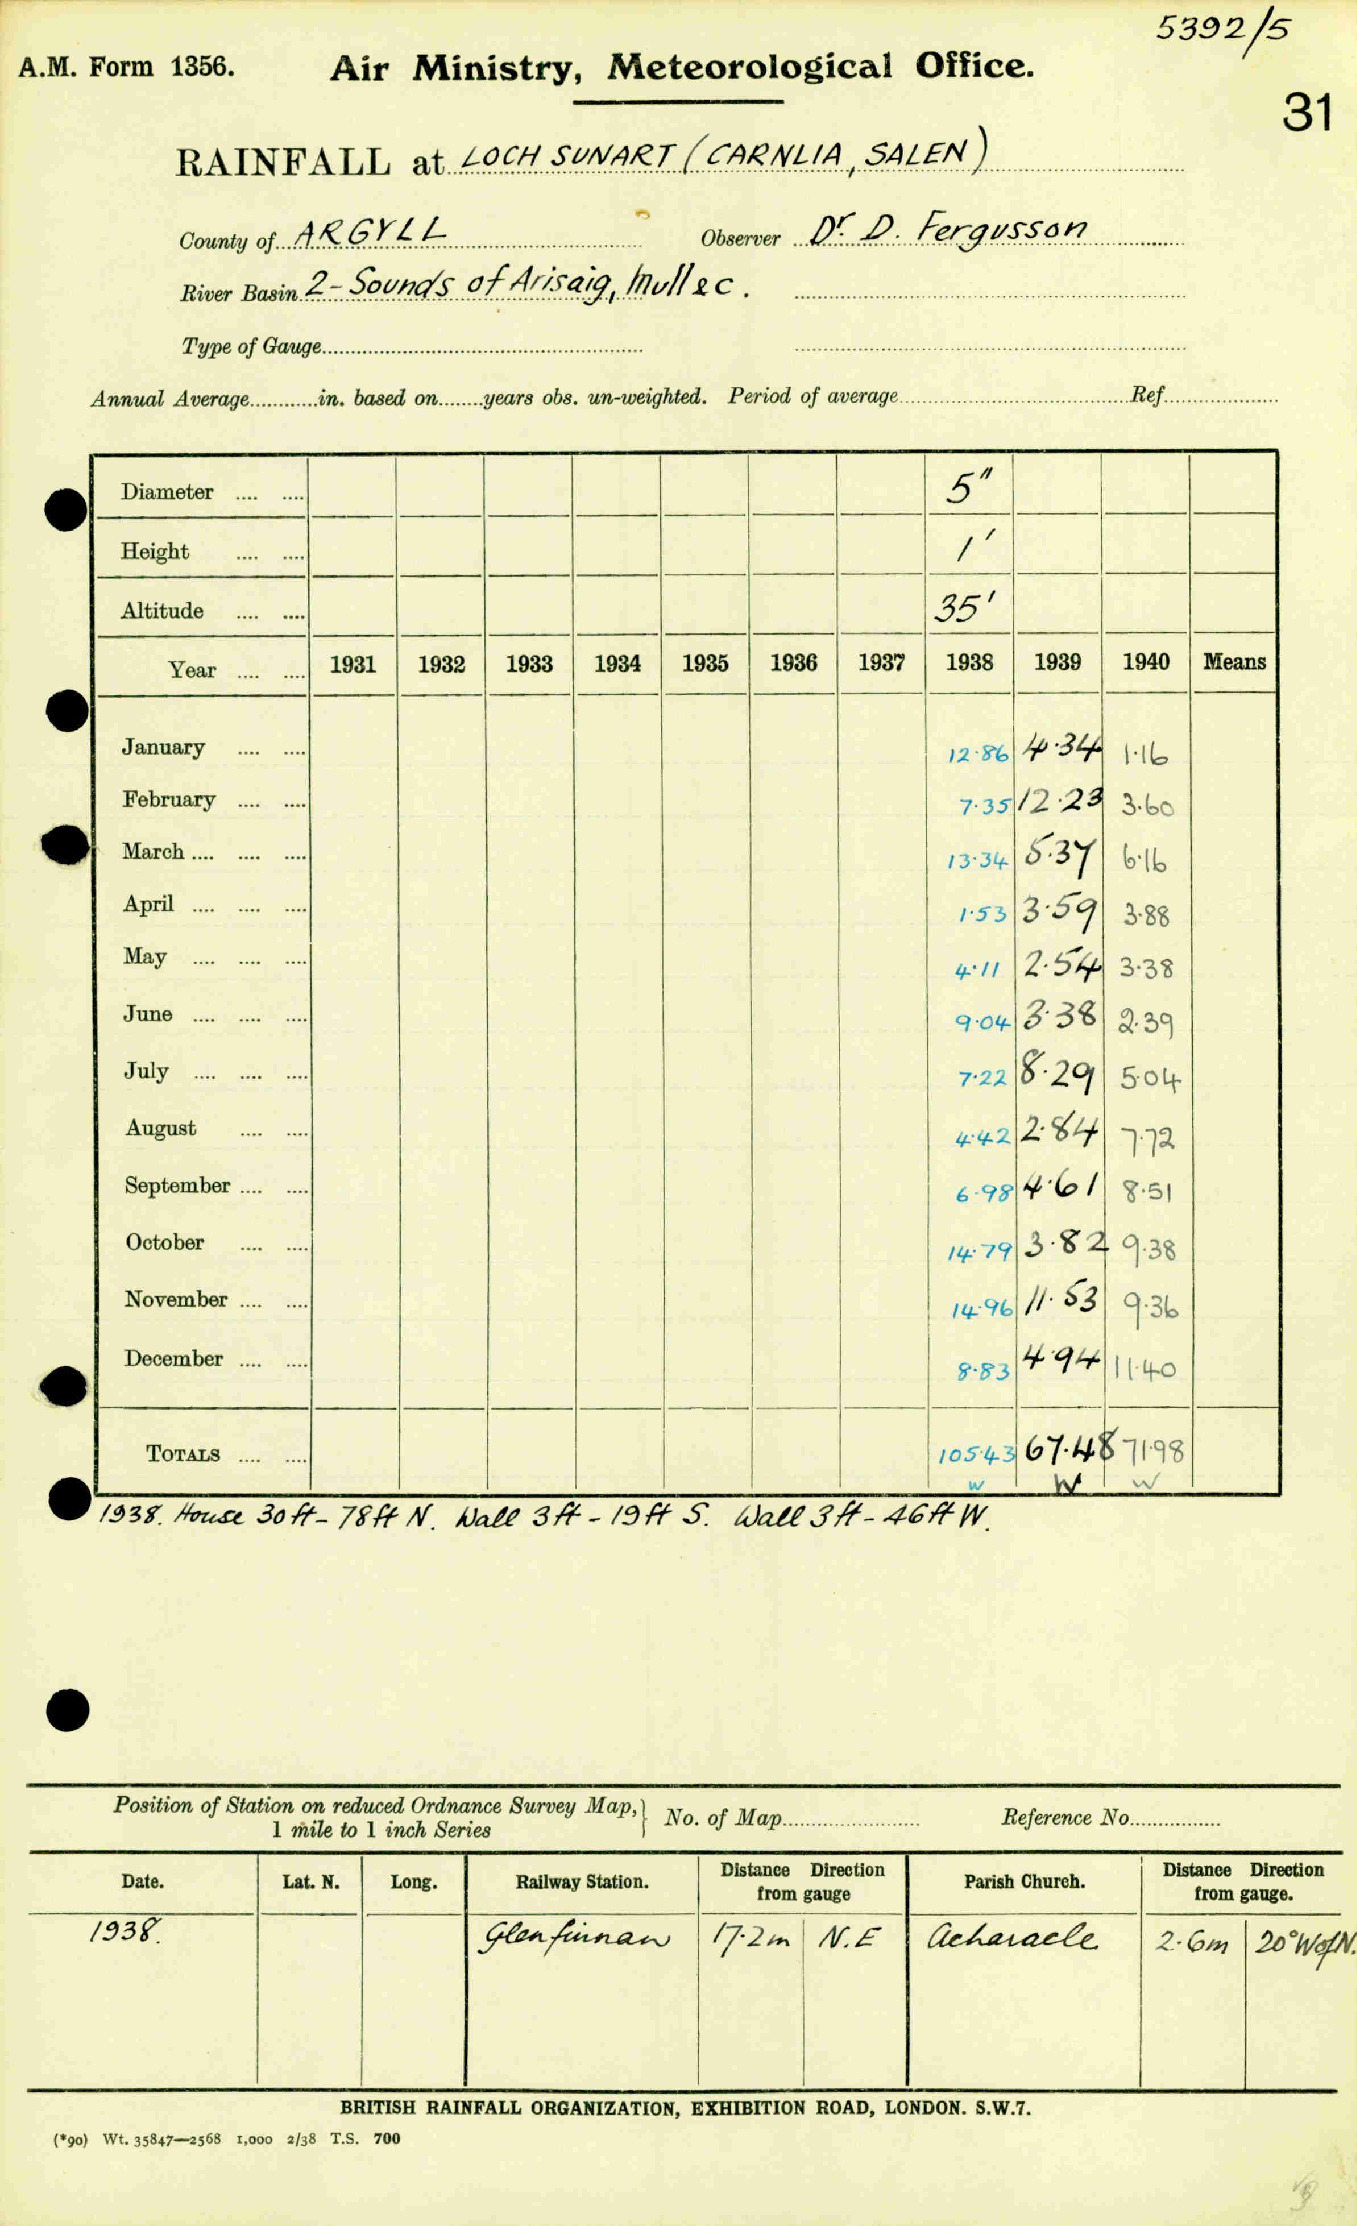 5392/5
A.M. Form 1356. Air Ministry, Meteorological Office.
31
RAINFALL at LOCH SUNART (CARNLIA, SALEN)
County of ARGYLL Observer Dr. D. Fergusson
River Basin 2-Sounds of Arisaig, Mull &c.
Type of Gauge
Annual Average in. based on years obs. un-weighted. Period of average Ref.
Diameter 5"
Height 1'
Altitude 35'
Year 1931 1932 1933 1934 1935 1936 1937 1938 1939 1940 Means
January 12.86 4.34 1.16
February 7.35 12.23 3.60
March 13.34 5.37 6.16
April 1.53 3.59 3.88
May 4.11 2.54 3.38
June 9.04 3.38 2.39
July 7.22 8.29 5.04
August 4.42 2.84 7.72
September 6.98 4.61 8.51
October 14.79 3.82 9.38
November 14.96 11.53 9.36
December 8.83 4.94 11.40
TOTALS 105.43 67.48 71.98
W W W
1938. House 30ft - 78ft N. Wall 3ft - 19ft S. Wall 3ft - 46ft W.
Position of Station on reduced Ordnance Survey Map, No. of Map Reference No.
1 mile to 1 inch Series
Date. Lat. N. Long. Railway Station. Distance Direction from gauge Parish Church. Distance Direction from gauge.
1938. Glenfinnan 17.2m N.E Acharacle 2.6m 20° W of N.
BRITISH RAINFALL ORGANIZATION, EXHIBITION ROAD, LONDON. S.W.7.
(*90) Wt. 35847—2568 1,000 2/38 T.S. 700